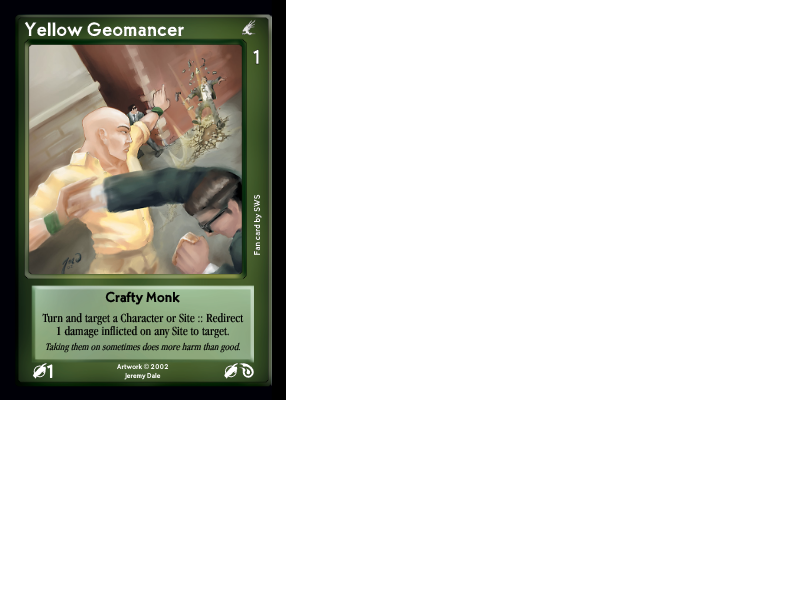 Yellow Geomancer
1
Fan card by SWS
Crafty Monk
Turn and target a Character or Site :: Redirect
1 damage inflicted on any Site to target.
Taking them on sometimes does more harm than good.
1
Artwork © 2002
Jeremy Dale